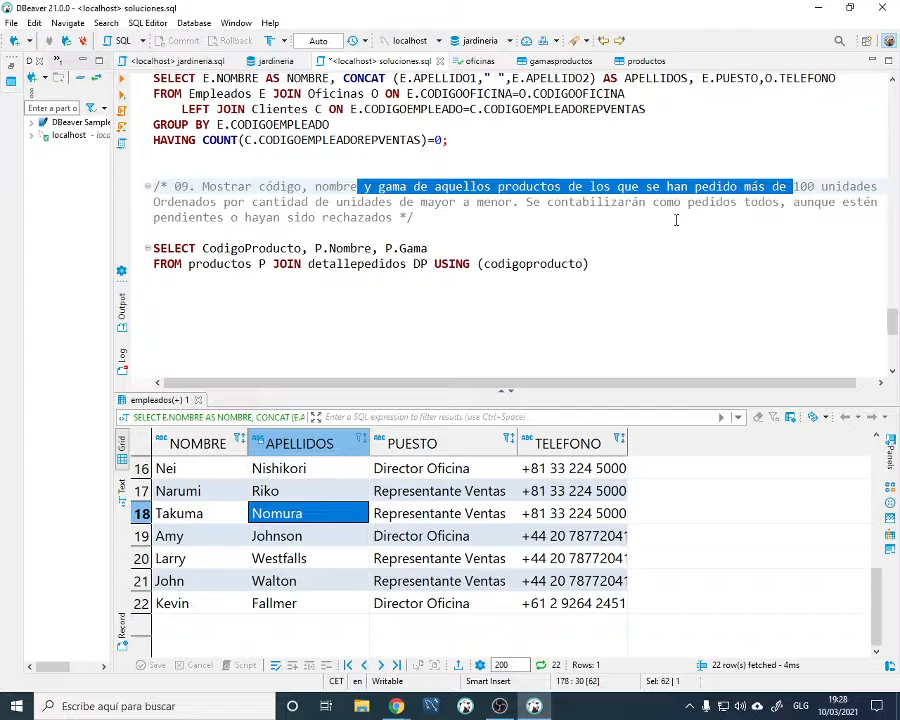 DBeaver 21.0.0 - <localhost> soluciones.sql
File Edit Navigate Search SQL Editor Database Window Help
SQL Commit Rollback T Auto localhost jardineria
D *<localhost> jardineria.sql jardineria *<localhost> soluciones.sql oficinas gamasproductos productos
Enter a part o
DBeaver Sample
localhost - loca
SELECT E.NOMBRE AS NOMBRE, CONCAT (E.APELLIDO1," ",E.APELLIDO2) AS APELLIDOS, E.PUESTO,O.TELEFONO
FROM Empleados E JOIN Oficinas O ON E.CODIGOOFICINA=O.CODIGOOFICINA
LEFT JOIN Clientes C ON E.CODIGOEMPLEADO=C.CODIGOEMPLEADOREPVENTAS
GROUP BY E.CODIGOEMPLEADO
HAVING COUNT(C.CODIGOEMPLEADOREPVENTAS)=0;
/* 09. Mostrar código, nombre y gama de aquellos productos de los que se han pedido más de 100 unidades
Ordenados por cantidad de unidades de mayor a menor. Se contabilizarán como pedidos todos, aunque estén
pendientes o hayan sido rechazados */
SELECT CodigoProducto, P.Nombre, P.Gama
FROM productos P JOIN detallepedidos DP USING (codigoproducto)
Output
Log
empleados(+) 1
SELECT E.NOMBRE AS NOMBRE, CONCAT (E.A Enter a SQL expression to filter results (use Ctrl+Space)
Grid
Text
Record
Panels
NOMBRE APELLIDOS PUESTO TELEFONO
16 Nei Nishikori Director Oficina +81 33 224 5000
17 Narumi Riko Representante Ventas +81 33 224 5000
18 Takuma Nomura Representante Ventas +81 33 224 5000
19 Amy Johnson Director Oficina +44 20 78772041
20 Larry Westfalls Representante Ventas +44 20 78772041
21 John Walton Representante Ventas +44 20 78772041
22 Kevin Fallmer Director Oficina +61 2 9264 2451
Save Cancel Script 200 22 Rows: 1 22 row(s) fetched - 4ms
CET en Writable Smart Insert 178 : 30 [62] Sel: 62 | 1
Escribe aquí para buscar
GLG
19:28
10/03/2021